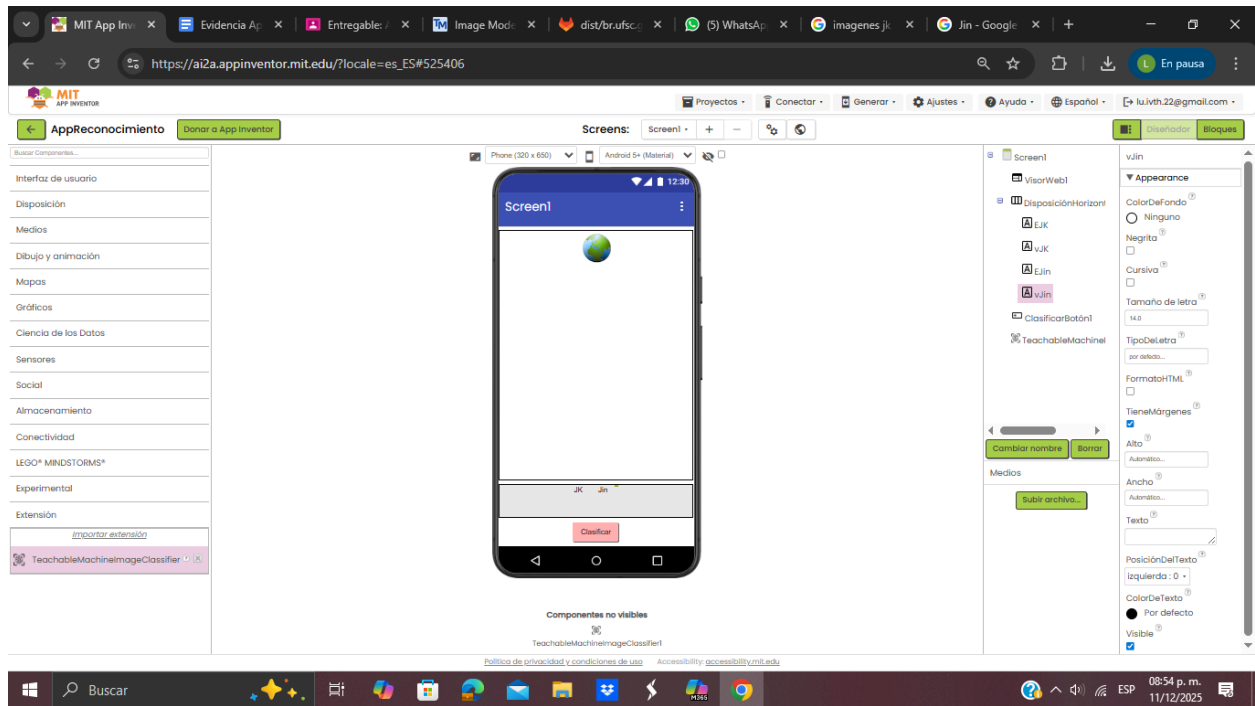 MIT App Inv
Evidencia Ap
Entregable: A
Image Mode
dist/br.ufsc.g
(5) WhatsAp
imagenes jk
Jin - Google
https://ai2a.appinventor.mit.edu/?locale=es_ES#525406
L En pausa
MIT
APP INVENTOR
Proyectos
Conectar
Generar
Ajustes
Ayuda
Español
lu.ivth.22@gmail.com
AppReconocimiento
Donar a App Inventor
Screens:
Screen1
Diseñador
Bloques
Buscar Componentes...
Interfaz de usuario
Disposición
Medios
Dibujo y animación
Mapas
Gráficos
Ciencia de los Datos
Sensores
Social
Almacenamiento
Conectividad
LEGO® MINDSTORMS®
Experimental
Extensión
Importar extensión
TeachableMachineImageClassifier
Phone (320 x 650)
Android 5+ (Material)
12:30
Screen1
JK Jin
Clasificar
Componentes no visibles
TeachableMachineImageClassifier1
Screen1
VisorWeb1
DisposiciónHorizont
EJK
vJK
EJin
vJin
ClasificarBotón1
TeachableMachineI
Cambiar nombre
Borrar
Medios
Subir archivo...
vJin
Appearance
ColorDeFondo
Ninguno
Negrita
Cursiva
Tamaño de letra
14.0
TipoDeLetra
por defecto...
FormatoHTML
TieneMárgenes
Alto
Automático...
Ancho
Automático...
Texto
PosiciónDelTexto
izquierda : 0
ColorDeTexto
Por defecto
Visible
Política de privacidad y condiciones de uso
Accessibility: accessibility.mit.edu
Buscar
M365
ESP
08:54 p. m.
11/12/2025